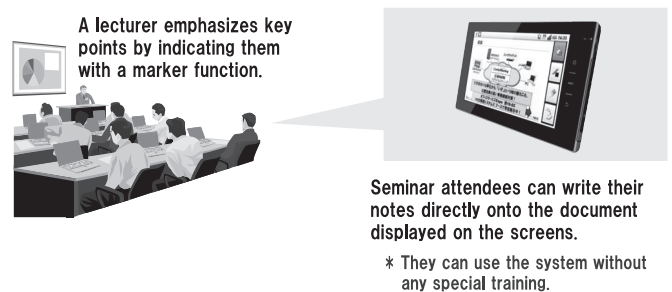 A lecturer emphasizes key
points by indicating them
with a marker function.
Seminar attendees can write their
notes directly onto the document
displayed on the screens.
* They can use the system without
any special training.